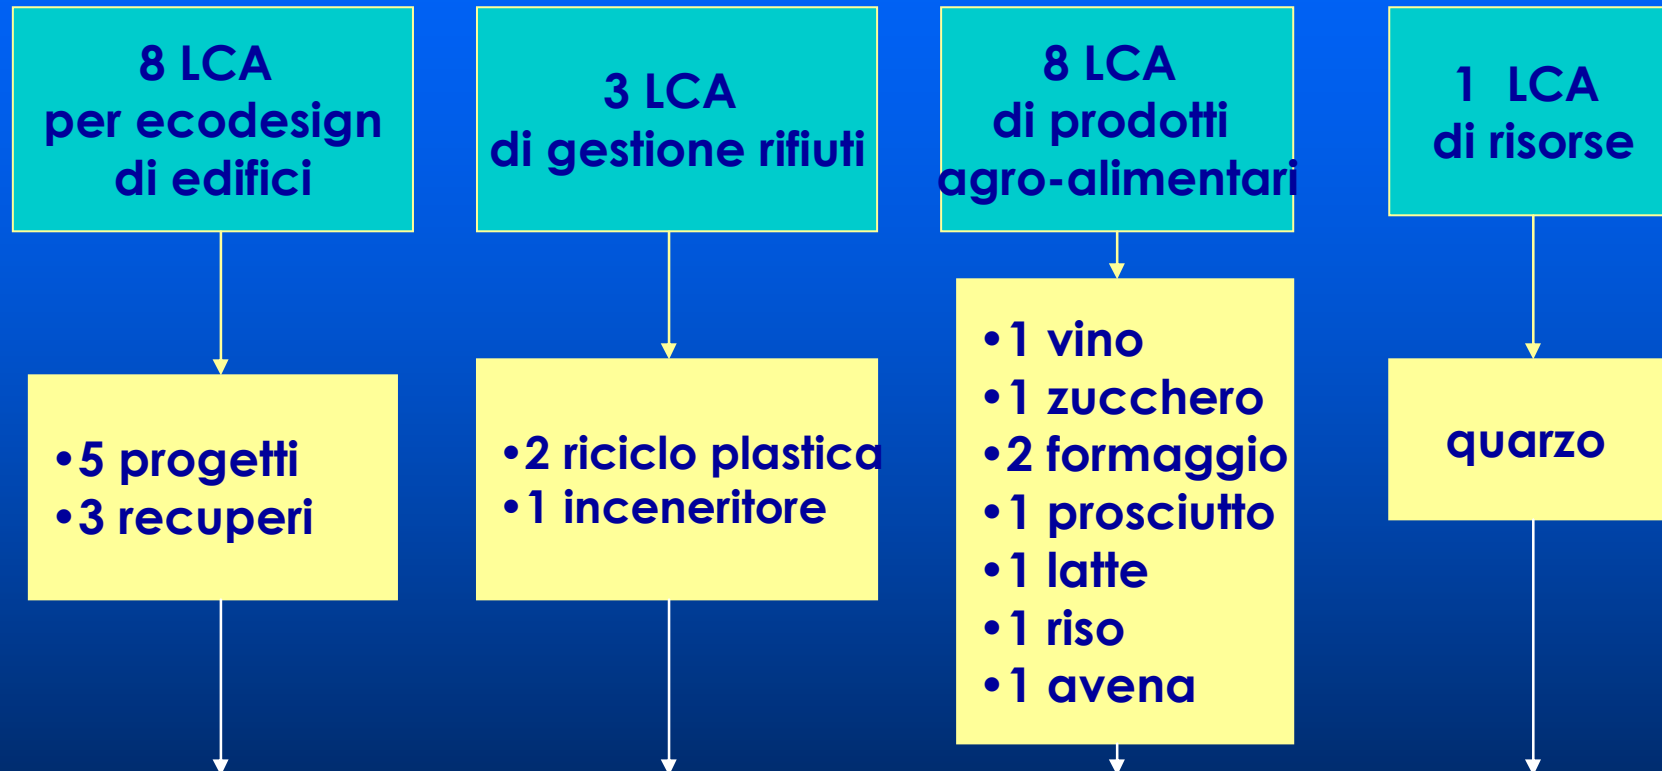 8 LCA
per ecodesign
di edifici
3 LCA
di gestione rifiuti
8 LCA
di prodotti
agro-alimentari
1 LCA
di risorse
•5 progetti
•3 recuperi
•2 riciclo plastica
•1 inceneritore
•1 vino
•1 zucchero
•2 formaggio
•1 prosciutto
•1 latte
•1 riso
•1 avena
quarzo